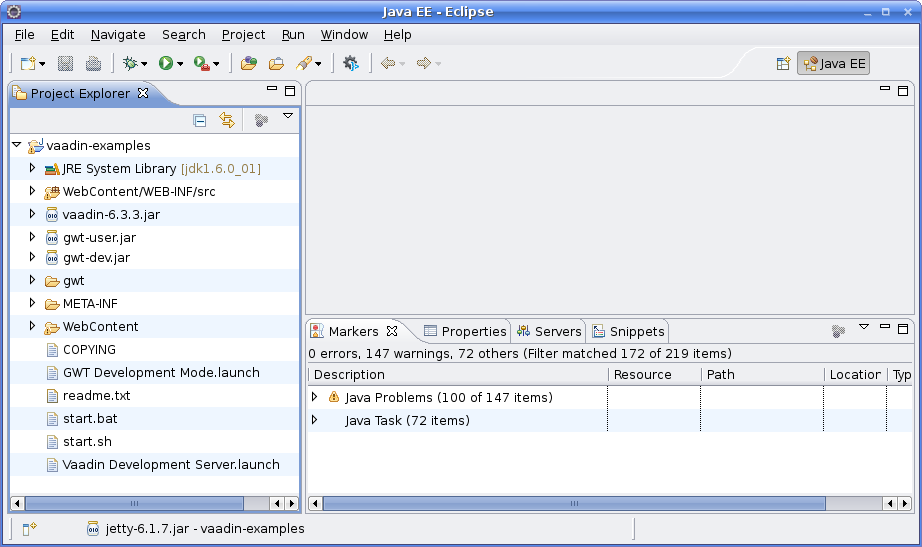 Java EE - Eclipse
File Edit Navigate Search Project Run Window Help
Java EE
Project Explorer
vaadin-examples
JRE System Library [jdk1.6.0_01]
WebContent/WEB-INF/src
vaadin-6.3.3.jar
gwt-user.jar
gwt-dev.jar
gwt
META-INF
WebContent
COPYING
GWT Development Mode.launch
readme.txt
start.bat
start.sh
Vaadin Development Server.launch
Markers Properties Servers Snippets
0 errors, 147 warnings, 72 others (Filter matched 172 of 219 items)
Description Resource Path Location Typ
Java Problems (100 of 147 items)
Java Task (72 items)
jetty-6.1.7.jar - vaadin-examples